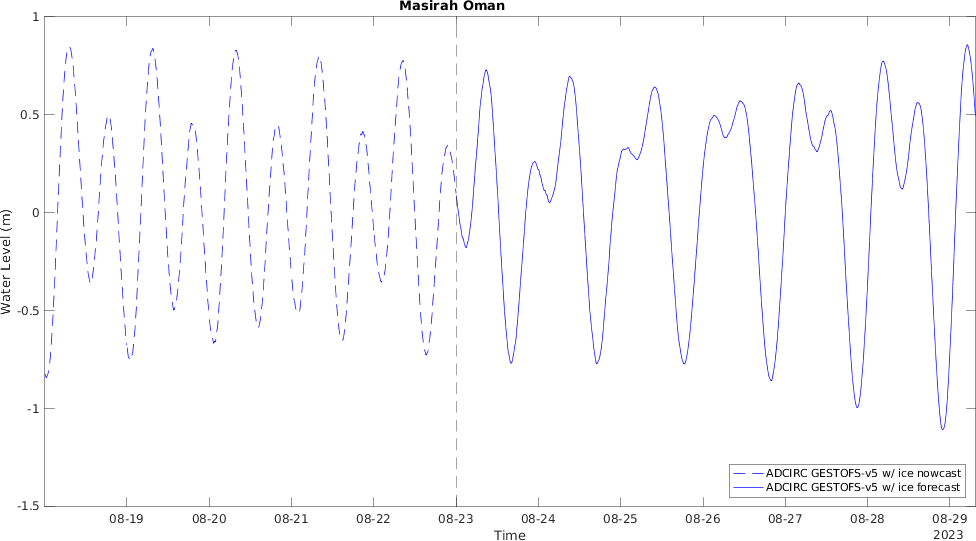 Masirah Oman
Water Level (m)
1
0.5
0
-0.5
-1
-1.5
ADCIRC GESTOFS-v5 w/ ice nowcast
ADCIRC GESTOFS-v5 w/ ice forecast
08-19 08-20 08-21 08-22 08-23 08-24 08-25 08-26 08-27 08-28 08-29
2023
Time